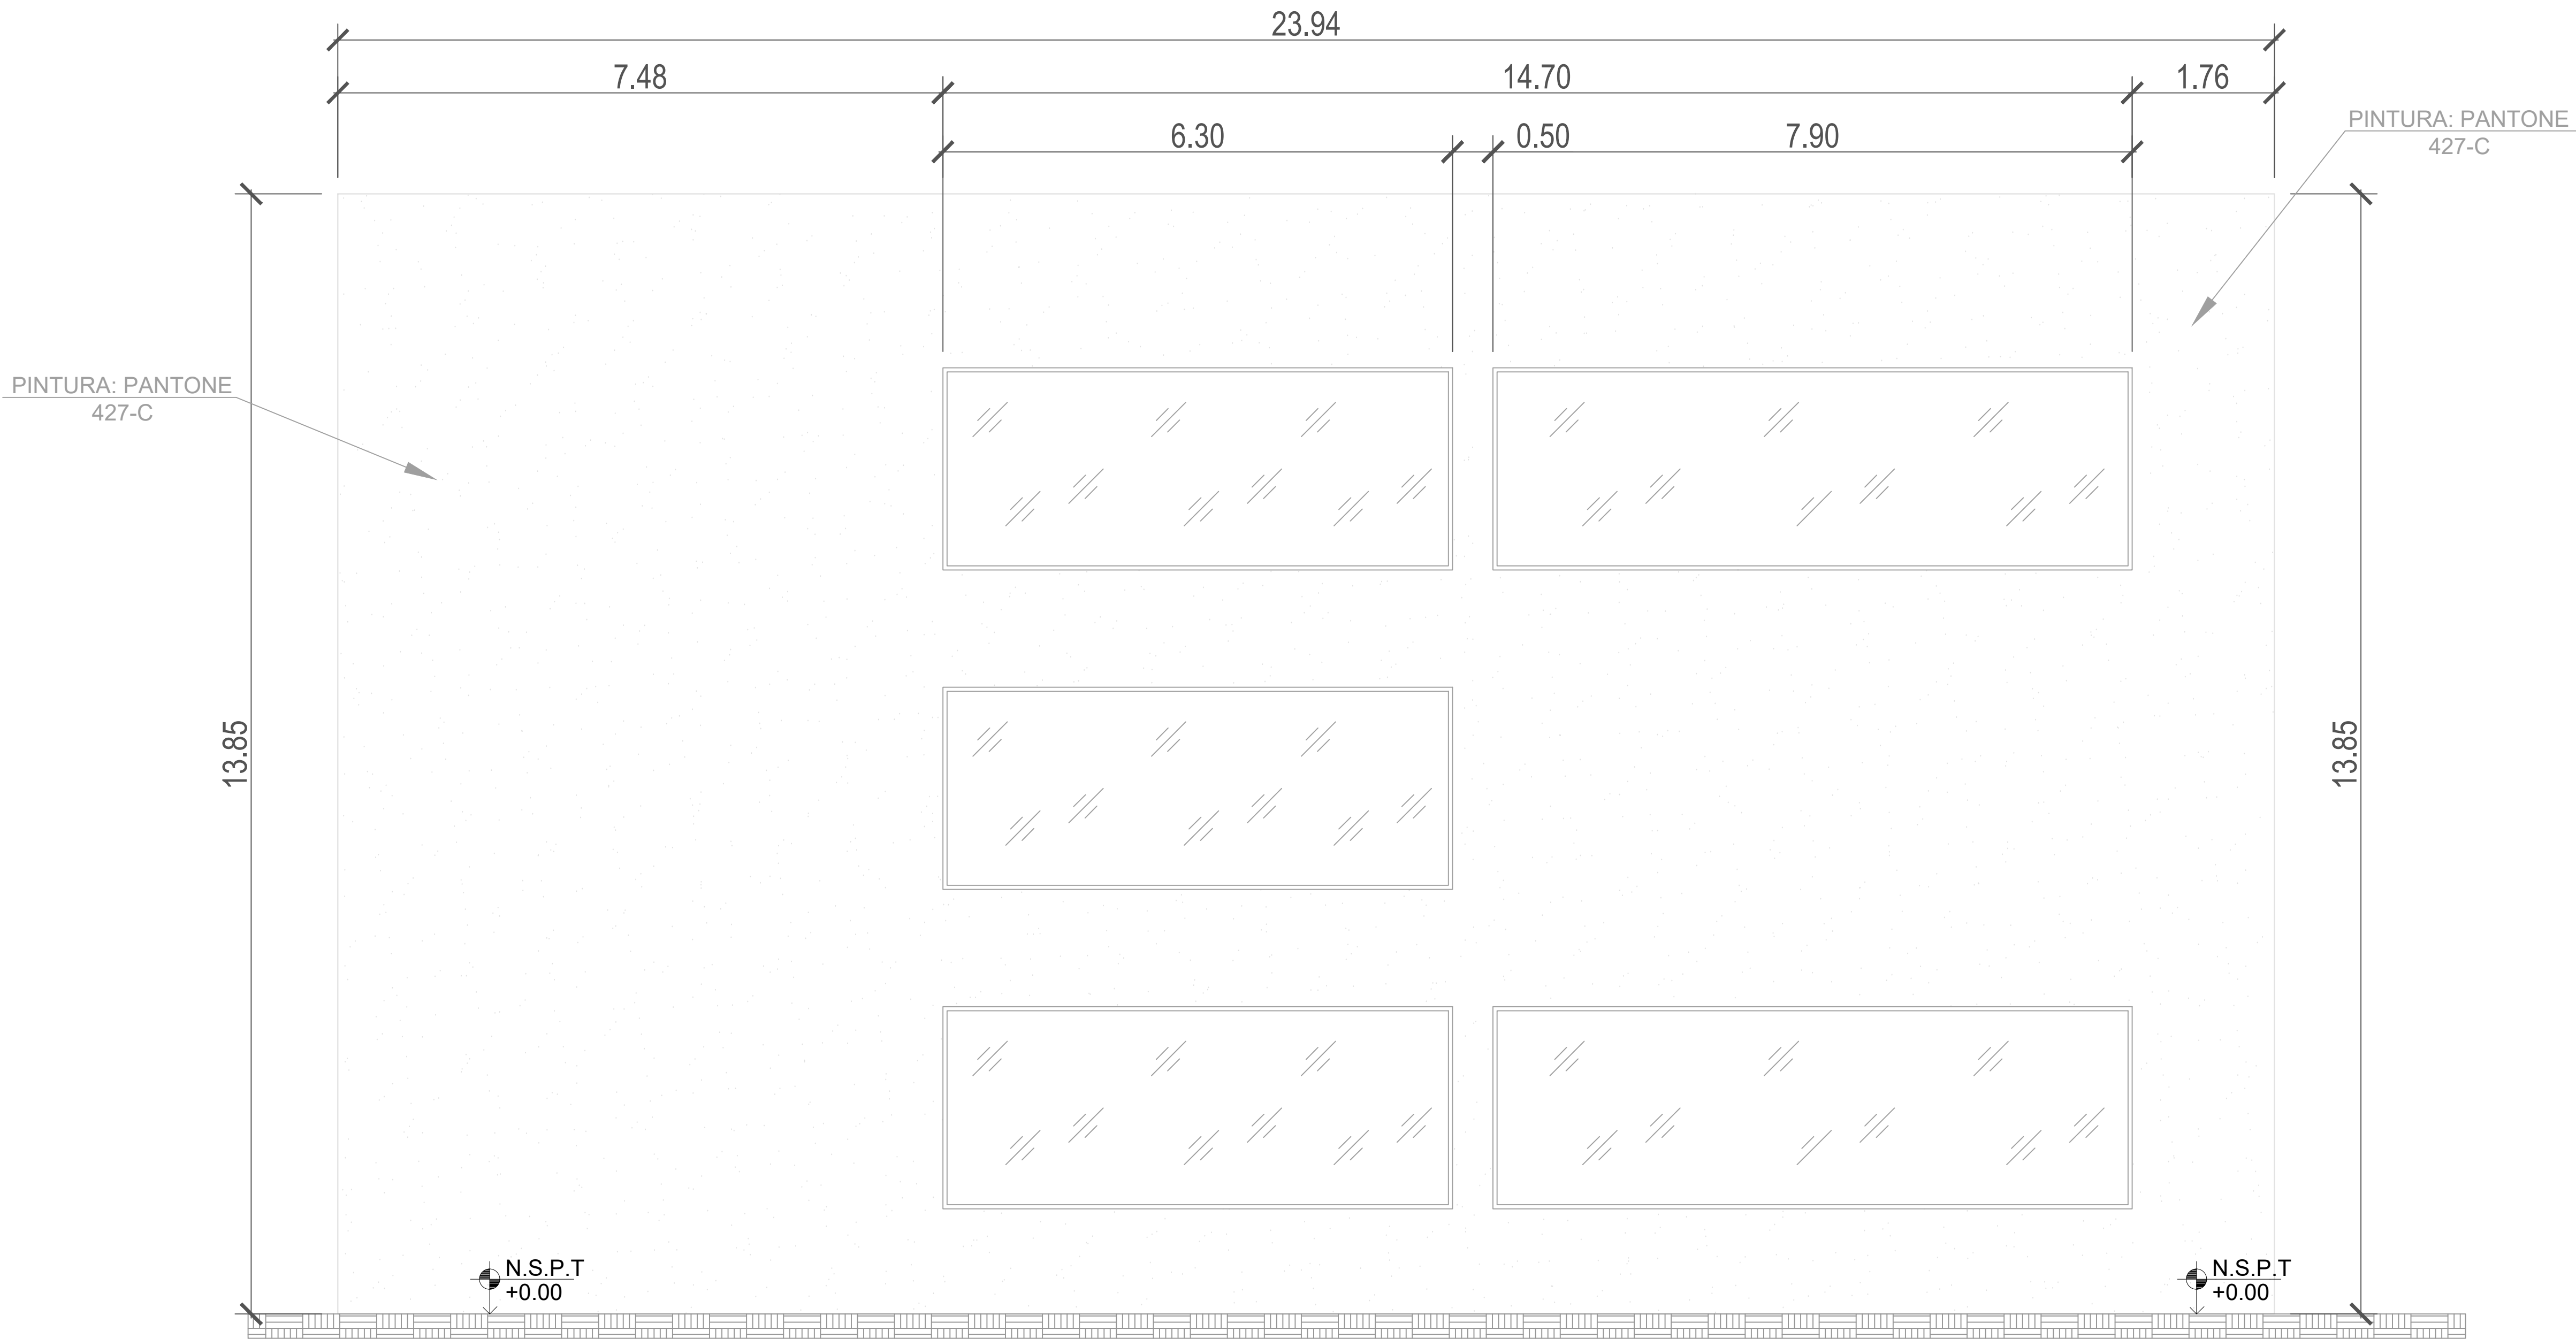 23.94
7.48
14.70
1.76
6.30
0.50
7.90
PINTURA: PANTONE
427-C
PINTURA: PANTONE
427-C
13.85
13.85
N.S.P.T
+0.00
N.S.P.T
+0.00